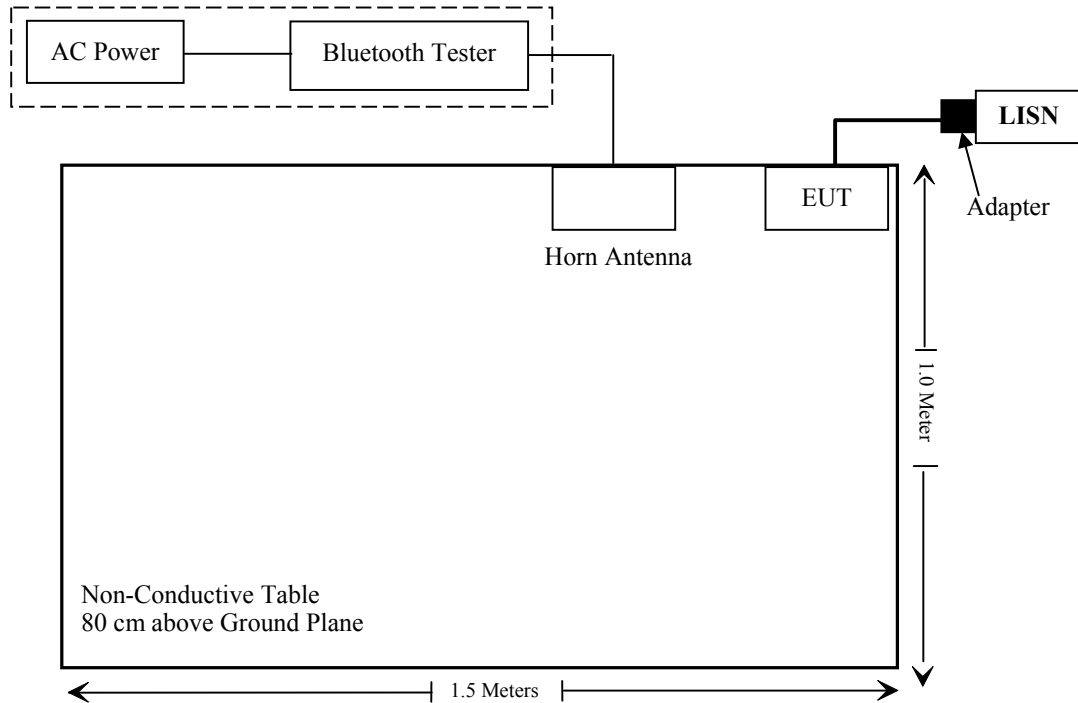 AC Power
Bluetooth Tester
LISN
Adapter
EUT
Horn Antenna
1.0 Meter
Non-Conductive Table
80 cm above Ground Plane
1.5 Meters